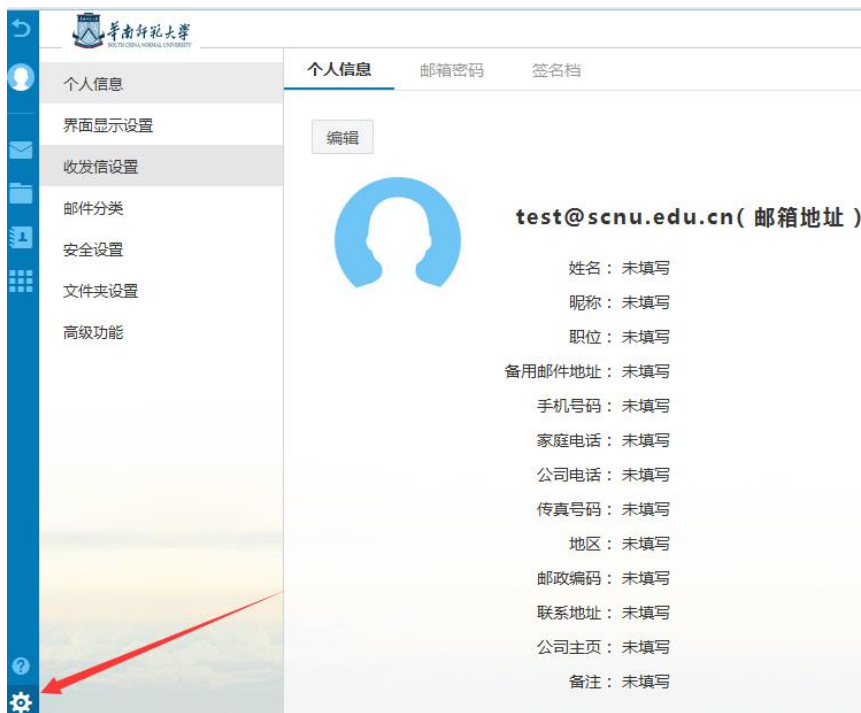 华南师范大学
SOUTH CHINA NORMAL UNIVERSITY
个人信息
界面显示设置
收发信设置
邮件分类
安全设置
文件夹设置
高级功能
个人信息 邮箱密码 签名档
编辑
test@scnu.edu.cn( 邮箱地址 )
姓名： 未填写
昵称： 未填写
职位： 未填写
备用邮件地址： 未填写
手机号码： 未填写
家庭电话： 未填写
公司电话： 未填写
传真号码： 未填写
地区： 未填写
邮政编码： 未填写
联系地址： 未填写
公司主页： 未填写
备注： 未填写